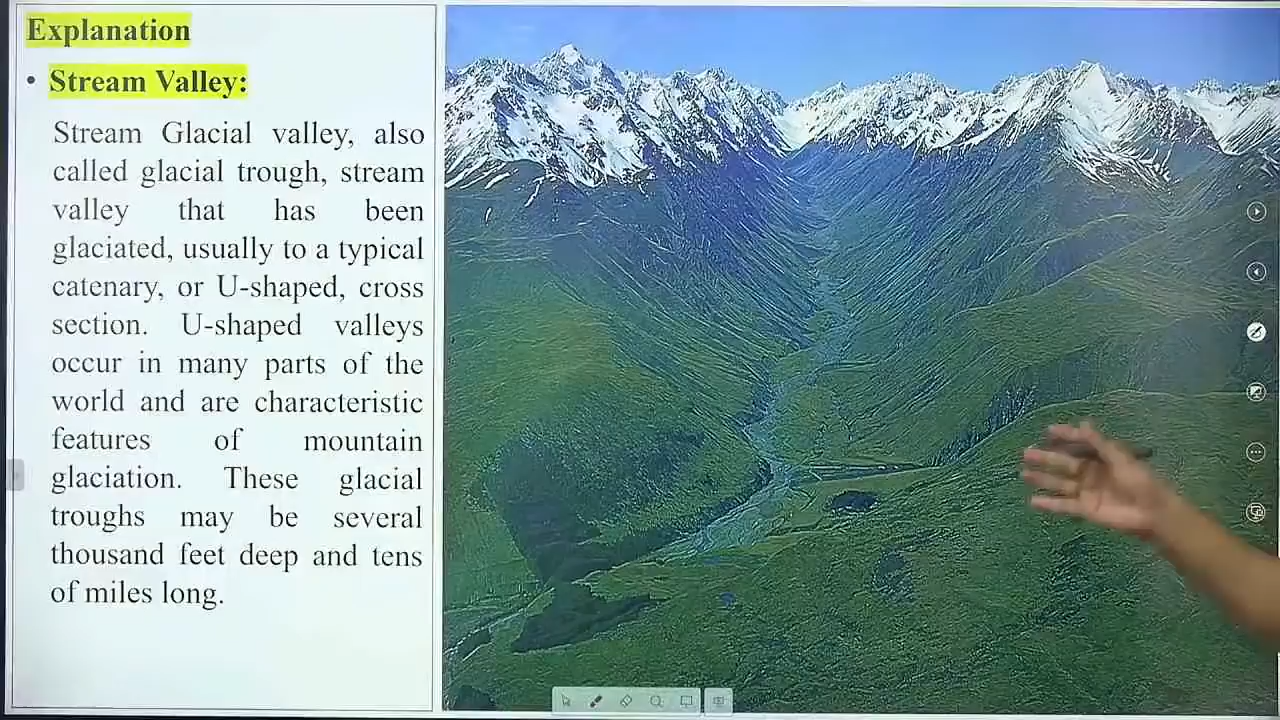 Explanation
• Stream Valley:
Stream Glacial valley, also
called glacial trough, stream
valley that has been
glaciated, usually to a typical
catenary, or U-shaped, cross
section. U-shaped valleys
occur in many parts of the
world and are characteristic
features of mountain
glaciation. These glacial
troughs may be several
thousand feet deep and tens
of miles long.